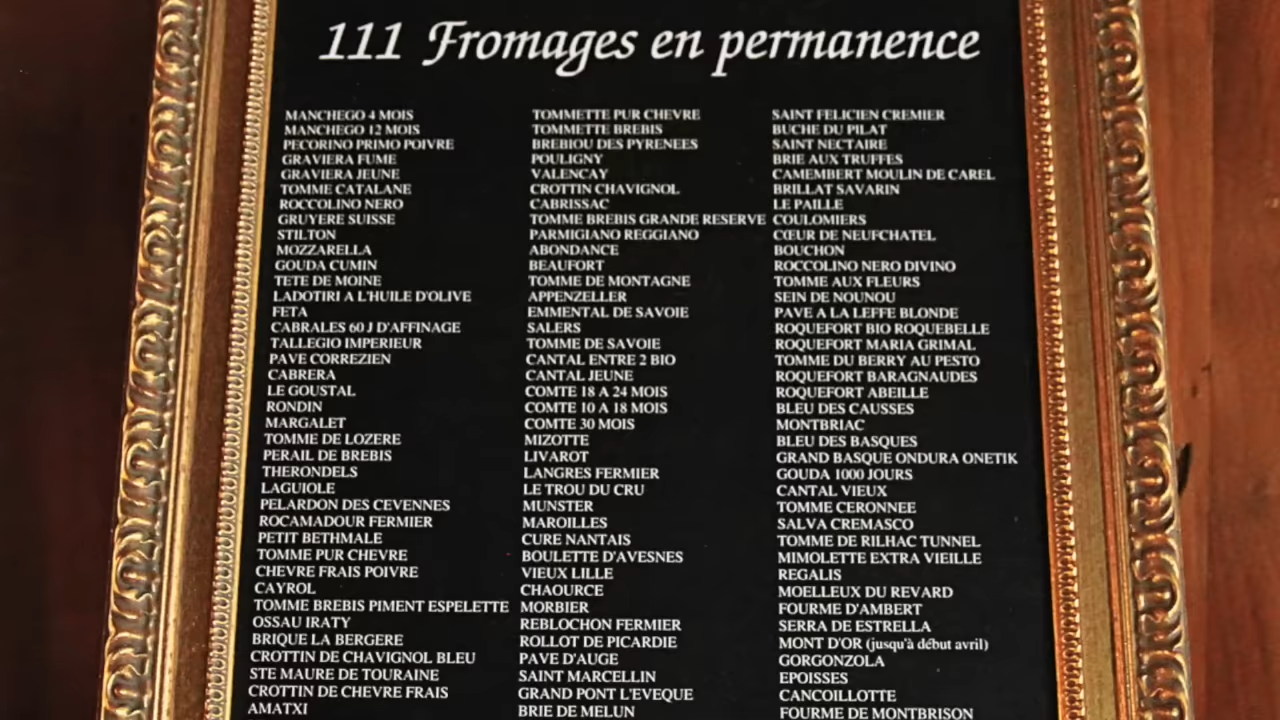 111 Fromages en permanence
MANCHEGO 4 MOIS
MANCHEGO 12 MOIS
PECORINO PRIMO POIVRE
GRAVIERA FUME
GRAVIERA JEUNE
TOMME CATALANE
ROCCOLINO NERO
GRUYERE SUISSE
STILTON
MOZZARELLA
GOUDA CUMIN
TETE DE MOINE
LADOTIRI A L'HUILE D'OLIVE
FETA
CABRALES 60 J D'AFFINAGE
TALLEGIO IMPERIEUR
PAVE CORREZIEN
CABRERA
LE GOUSTAL
RONDIN
MARGALET
TOMME DE LOZERE
PERAIL DE BREBIS
THERONDELS
LAGUIOLE
PELARDON DES CEVENNES
ROCAMADOUR FERMIER
PETIT BETHMALE
TOMME PUR CHEVRE
CHEVRE FRAIS POIVRE
CAYROL
TOMME BREBIS PIMENT ESPELETTE
OSSAU IRATY
BRIQUE LA BERGERE
CROTTIN DE CHAVIGNOL BLEU
STE MAURE DE TOURAINE
CROTTIN DE CHEVRE FRAIS
AMATXI
TOMMETTE PUR CHEVRE
TOMMETTE BREBIS
BREBIOU DES PYRENEES
POULIGNY
VALENCAY
CROTTIN CHAVIGNOL
CABRISSAC
TOMME BREBIS GRANDE RESERVE
PARMIGIANO REGGIANO
ABONDANCE
BEAUFORT
TOMME DE MONTAGNE
APPENZELLER
EMMENTAL DE SAVOIE
SALERS
TOMME DE SAVOIE
CANTAL ENTRE 2 BIO
CANTAL JEUNE
COMTE 18 A 24 MOIS
COMTE 10 A 18 MOIS
COMTE 30 MOIS
MIZOTTE
LIVAROT
LANGRES FERMIER
LE TROU DU CRU
MUNSTER
MAROILLES
CURE NANTAIS
BOULETTE D'AVESNES
VIEUX LILLE
CHAOURCE
MORBIER
REBLOCHON FERMIER
ROLLOT DE PICARDIE
PAVE D'AUGE
SAINT MARCELLIN
GRAND PONT L'EVEQUE
BRIE DE MELUN
SAINT FELICIEN CREMIER
BUCHE DU PILAT
SAINT NECTAIRE
BRIE AUX TRUFFES
CAMEMBERT MOULIN DE CAREL
BRILLAT SAVARIN
LE PAILLE
COULOMIERS
CŒUR DE NEUFCHATEL
BOUCHON
ROCCOLINO NERO DIVINO
TOMME AUX FLEURS
SEIN DE NOUNOU
PAVE A LA LEFFE BLONDE
ROQUEFORT BIO ROQUEBELLE
ROQUEFORT MARIA GRIMAL
TOMME DU BERRY AU PESTO
ROQUEFORT BARAGNAUDES
ROQUEFORT ABEILLE
BLEU DES CAUSSES
MONTBRIAC
BLEU DES BASQUES
GRAND BASQUE ONDURA ONETIK
GOUDA 1000 JOURS
CANTAL VIEUX
TOMME CERONNEE
SALVA CREMASCO
TOMME DE RILHAC TUNNEL
MIMOLETTE EXTRA VIEILLE
REGALIS
MOELLEUX DU REVARD
FOURME D'AMBERT
SERRA DE ESTRELLA
MONT D'OR (jusqu'à début avril)
GORGONZOLA
EPOISSES
CANCOILLOTTE
FOURME DE MONTBRISON